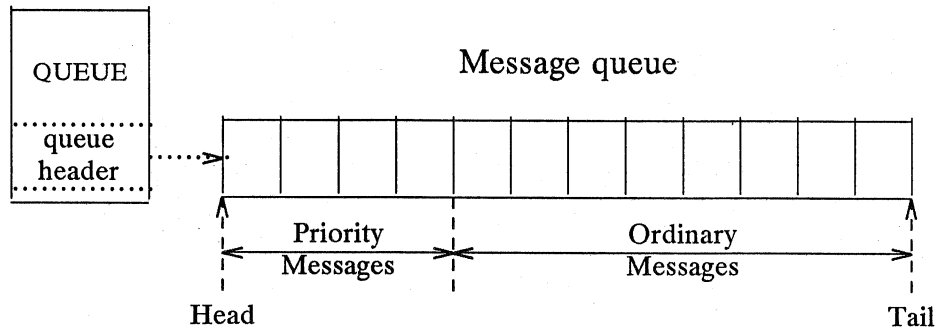 QUEUE
Message queue
queue
header
Priority
Messages
Ordinary
Messages
Head
Tail